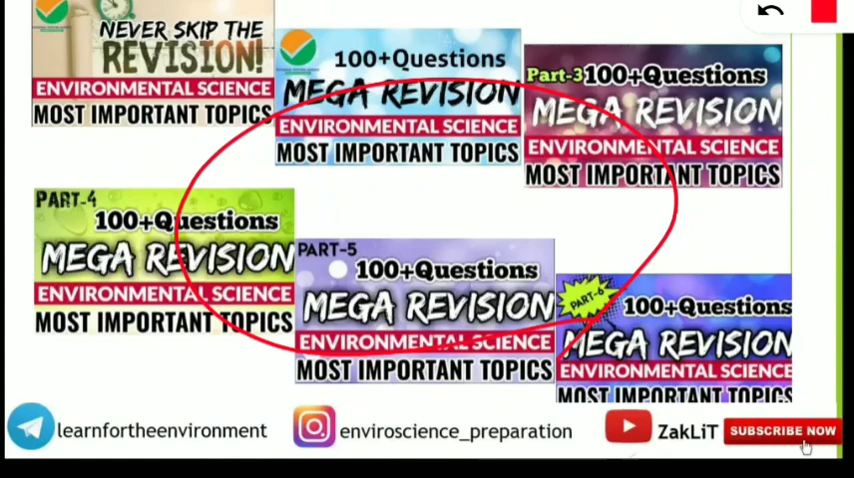 NEVER SKIP THE
REVISION!
ENVIRONMENTAL SCIENCE
MOST IMPORTANT TOPICS
100+Questions
MEGA REVISION
ENVIRONMENTAL SCIENCE
MOST IMPORTANT TOPICS
Part-3 100+Questions
MEGA REVISION
ENVIRONMENTAL SCIENCE
MOST IMPORTANT TOPICS
PART-4
100+Questions
MEGA REVISION
ENVIRONMENTAL SCIENCE
MOST IMPORTANT TOPICS
PART-5
100+Questions
MEGA REVISION
ENVIRONMENTAL SCIENCE
MOST IMPORTANT TOPICS
PART-6
100+Questions
MEGA REVISION
ENVIRONMENTAL SCIENCE
MOST IMPORTANT TOPICS
learnfortheenvironment
enviroscience_preparation
ZakLiT
SUBSCRIBE NOW